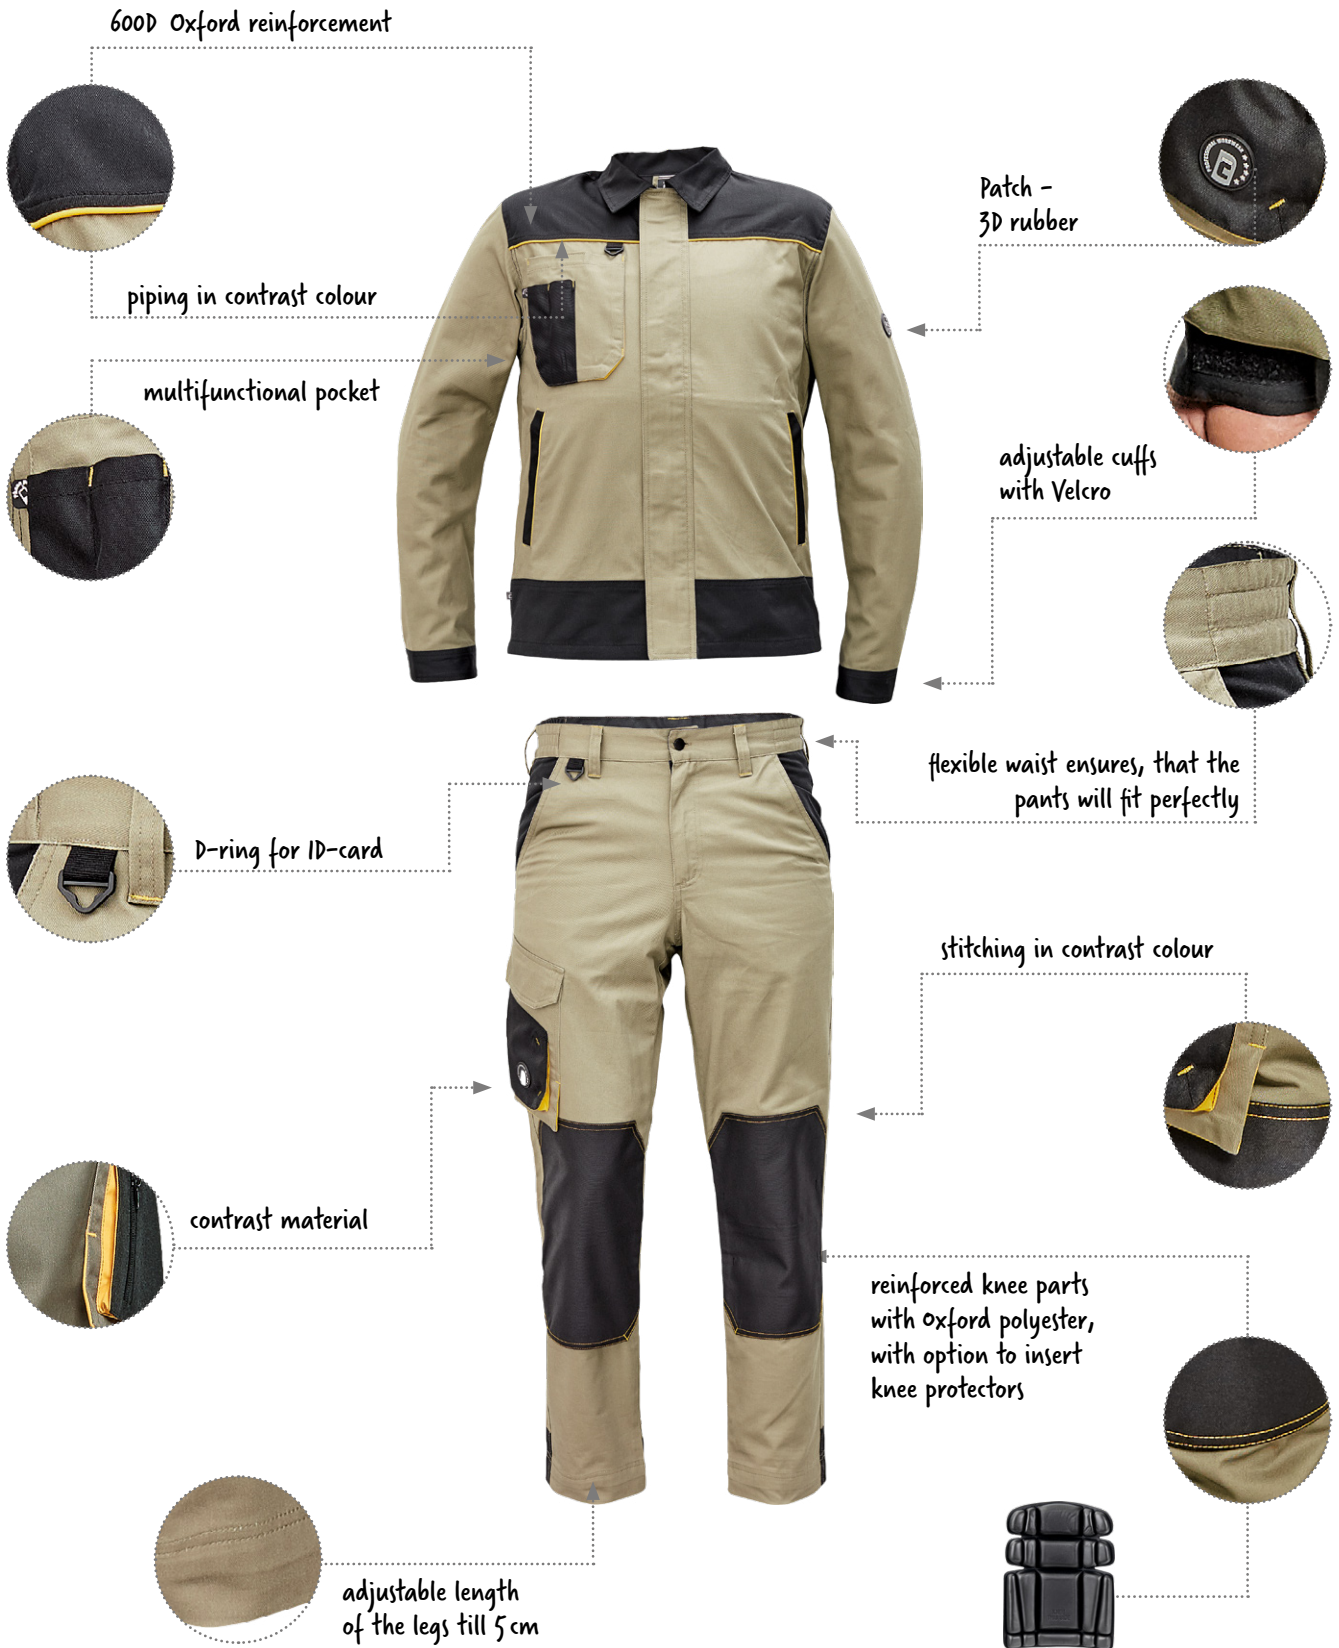 600D Oxford reinforcement
Patch -
3D rubber
PROFESSIONAL WORKWEAR
piping in contrast colour
multifunctional pocket
adjustable cuffs
with Velcro
flexible waist ensures, that the
pants will fit perfectly
D-ring for ID-card
stitching in contrast colour
contrast material
reinforced knee parts
with Oxford polyester,
with option to insert
knee protectors
adjustable length
of the legs till 5 cm